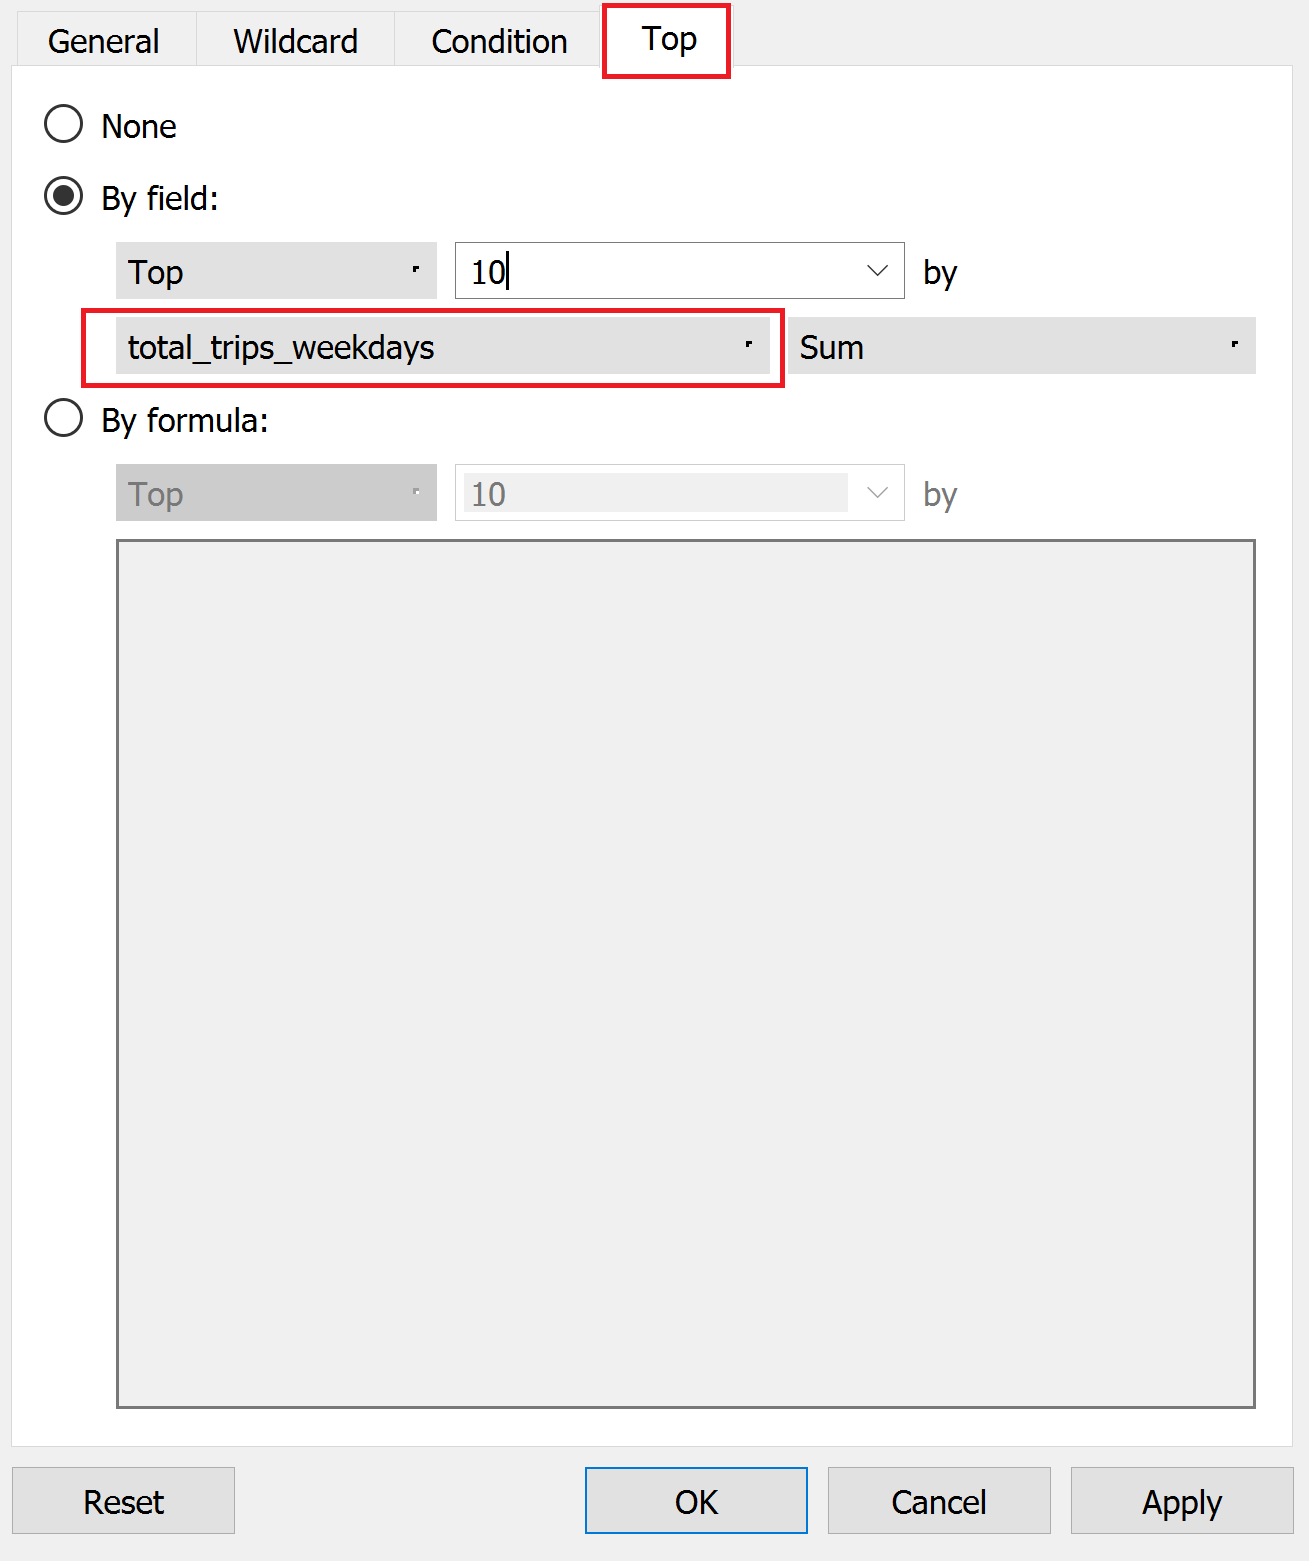 General Wildcard Condition Top
None
By field:
Top 10 by
total_trips_weekdays Sum
By formula:
Top 10 by
Reset OK Cancel Apply